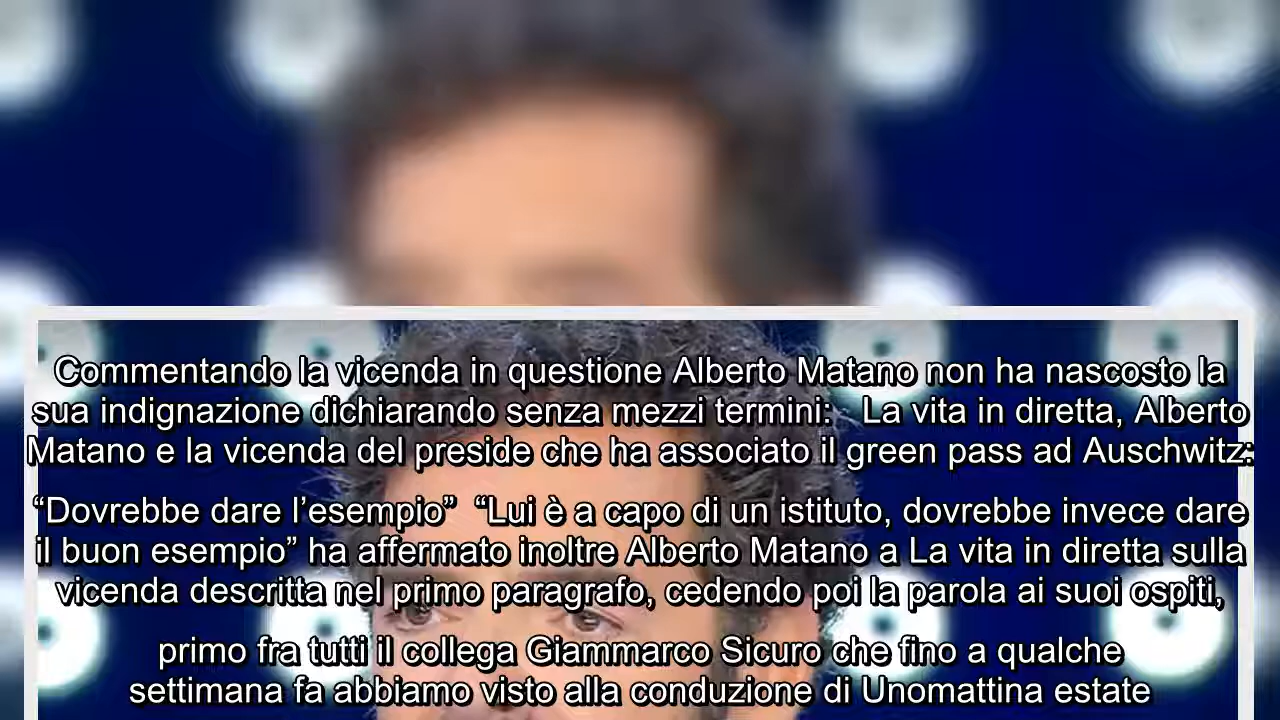 Commentando la vicenda in questione Alberto Matano non ha nascosto la
sua indignazione dichiarando senza mezzi termini:   La vita in diretta, Alberto
Matano e la vicenda del preside che ha associato il green pass ad Auschwitz:
“Dovrebbe dare l’esempio”  “Lui è a capo di un istituto, dovrebbe invece dare
il buon esempio” ha affermato inoltre Alberto Matano a La vita in diretta sulla
vicenda descritta nel primo paragrafo, cedendo poi la parola ai suoi ospiti,
primo fra tutti il collega Giammarco Sicuro che fino a qualche
settimana fa abbiamo visto alla conduzione di Unomattina estate